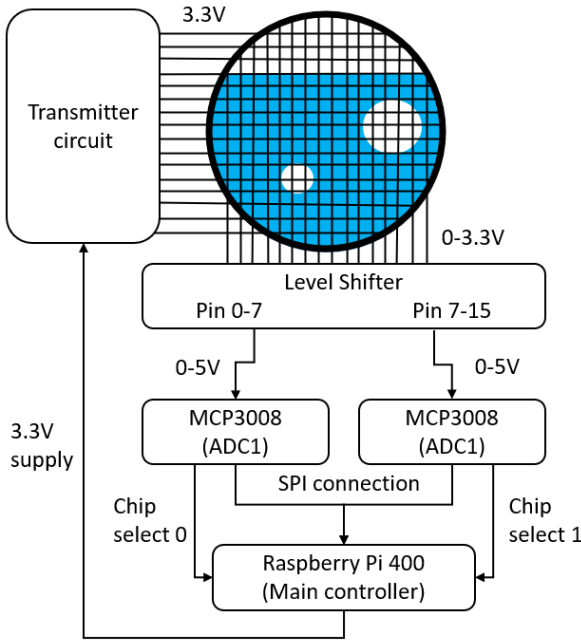 3.3V
Transmitter
circuit
0-3.3V
Level Shifter
Pin 0-7 Pin 7-15
0-5V 0-5V
MCP3008 MCP3008
(ADC1) (ADC1)
3.3V
supply
SPI connection
Chip
select 0
Chip
select 1
Raspberry Pi 400
(Main controller)